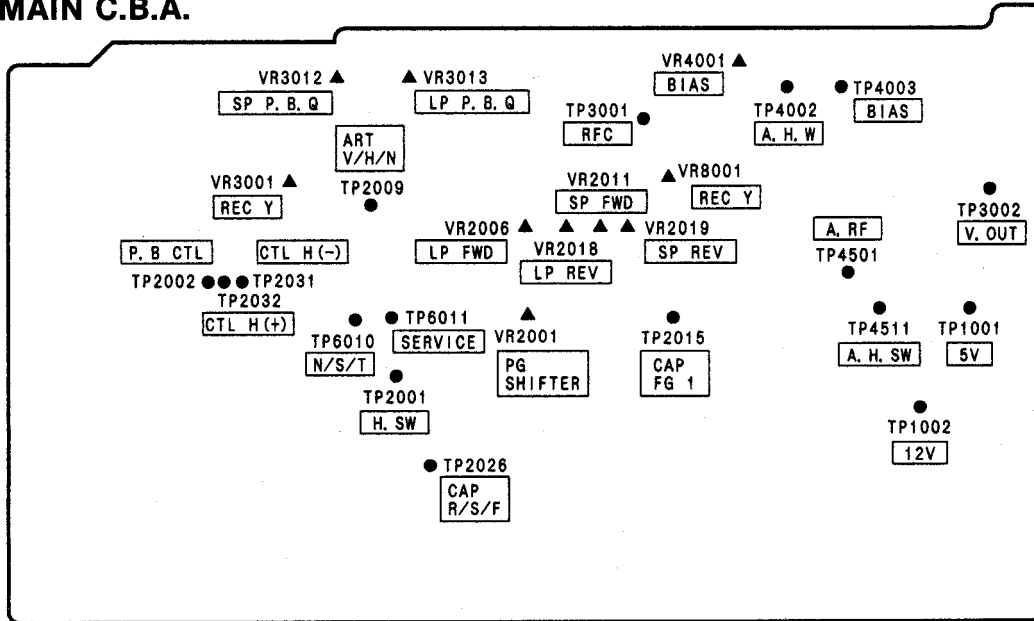 MAIN C.B.A.
VR3012
SP P. B. Q
VR3013
LP P. B. Q
VR4001
BIAS
TP3001
RFC
TP4002
A. H. W
TP4003
BIAS
ART
V/H/N
TP2009
VR3001
REC Y
VR2011
SP FWD
VR8001
REC Y
TP3002
V. OUT
VR2006
LP FWD
VR2018
LP REV
VR2019
SP REV
A. RF
TP4501
P. B CTL
CTL H(-)
TP2002
TP2031
TP2032
CTL H(+)
TP6010
N/S/T
TP6011
SERVICE
VR2001
PG
SHIFTER
TP2015
CAP
FG 1
TP4511
A. H. SW
TP1001
5V
TP2001
H. SW
TP1002
12V
TP2026
CAP
R/S/F